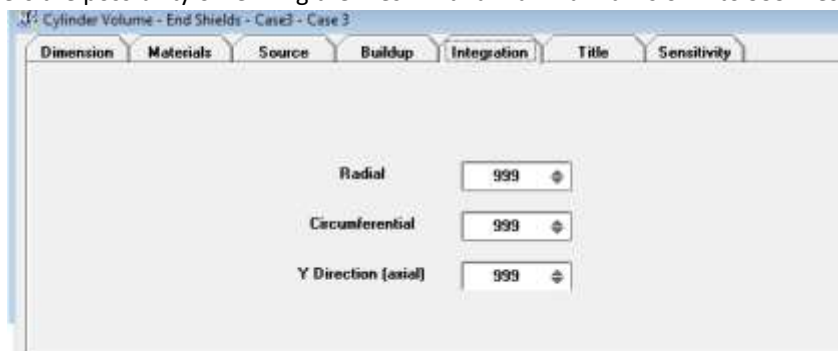 Cylinder Volume - End Shields - Case3 - Case 3
Dimension Materials Source Buildup Integration Title Sensitivity
Radial 999
Circumferential 999
Y Direction (axial) 999